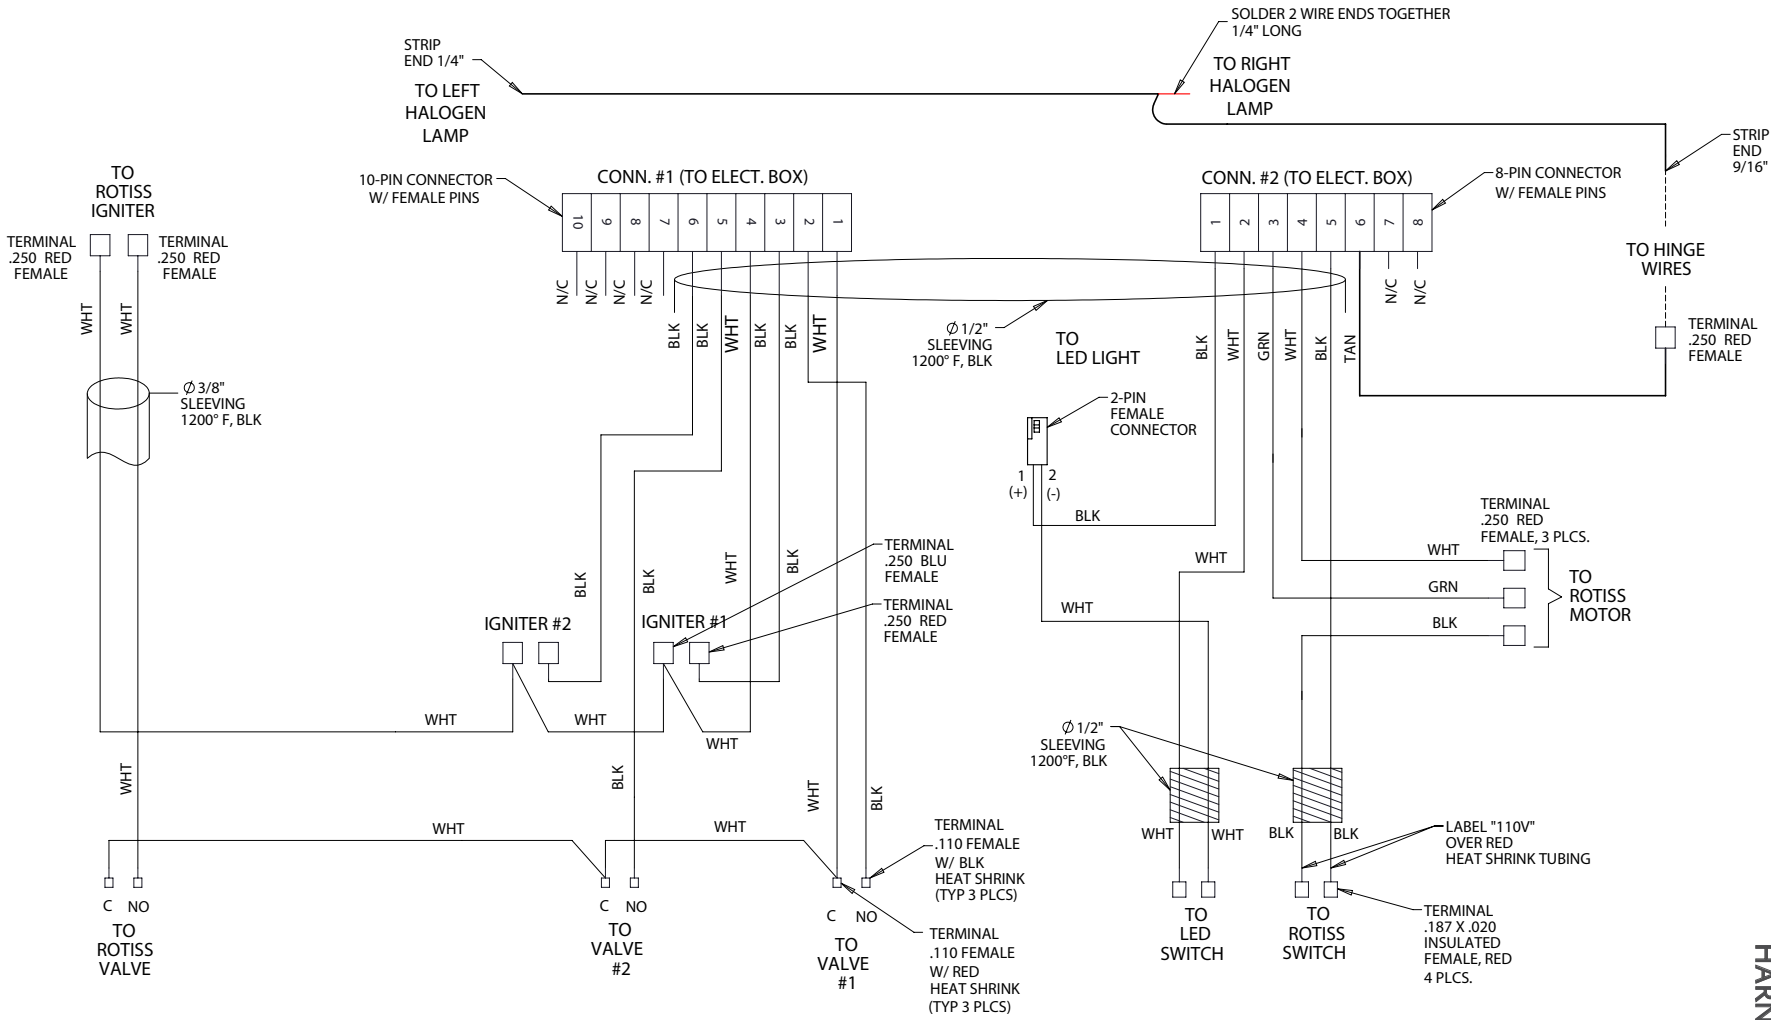 SOLDER 2 WIRE ENDS TOGETHER
1/4" LONG
STRIP
END 1/4"
TO LEFT
HALOGEN
LAMP
TO RIGHT
HALOGEN
LAMP
STRIP
END
9/16"
TO
ROTISS
IGNITER
10-PIN CONNECTOR
W/ FEMALE PINS
CONN. #1 (TO ELECT. BOX)
10 9 8 7 6 5 4 3 2 1
CONN. #2 (TO ELECT. BOX)
1 2 3 4 5 6 7 8
8-PIN CONNECTOR
W/ FEMALE PINS
TERMINAL
.250 RED
FEMALE
TERMINAL
.250 RED
FEMALE
TO HINGE
WIRES
N/C N/C N/C N/C
BLK BLK WHT BLK BLK WHT
Ø 1/2"
SLEEVING
1200° F, BLK
TO
LED LIGHT
BLK WHT GRN WHT BLK TAN
N/C N/C
TERMINAL
.250 RED
FEMALE
WHT WHT
Ø 3/8"
SLEEVING
1200° F, BLK
2-PIN
FEMALE
CONNECTOR
1 2
(+) (-)
BLK
TERMINAL
.250 RED
FEMALE, 3 PLCS.
WHT
GRN
BLK
TO
ROTISS
MOTOR
WHT
WHT
BLK
BLK
WHT
BLK
TERMINAL
.250 BLU
FEMALE
TERMINAL
.250 RED
FEMALE
IGNITER #2
IGNITER #1
WHT
WHT
WHT
Ø 1/2"
SLEEVING
1200°F, BLK
WHT
BLK
WHT
BLK
WHT
WHT
TERMINAL
.110 FEMALE
W/ BLK
HEAT SHRINK
(TYP 3 PLCS)
WHT WHT
BLK BLK
LABEL "110V"
OVER RED
HEAT SHRINK TUBING
C NO
TO
ROTISS
VALVE
C NO
TO
VALVE
#2
C NO
TO
VALVE
#1
TERMINAL
.110 FEMALE
W/ RED
HEAT SHRINK
(TYP 3 PLCS)
TO
LED
SWITCH
TO
ROTISS
SWITCH
TERMINAL
.187 X .020
INSULATED
FEMALE, RED
4 PLCS.
HARN